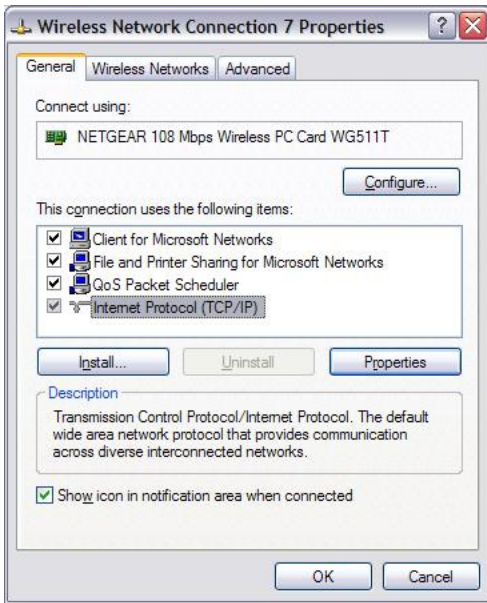 Wireless Network Connection 7 Properties
General Wireless Networks Advanced
Connect using:
NETGEAR 108 Mbps Wireless PC Card WG511T
Configure...
This connection uses the following items:
Client for Microsoft Networks
File and Printer Sharing for Microsoft Networks
QoS Packet Scheduler
Internet Protocol (TCP/IP)
Install... Uninstall Properties
Description
Transmission Control Protocol/Internet Protocol. The default
wide area network protocol that provides communication
across diverse interconnected networks.
Show icon in notification area when connected
OK Cancel